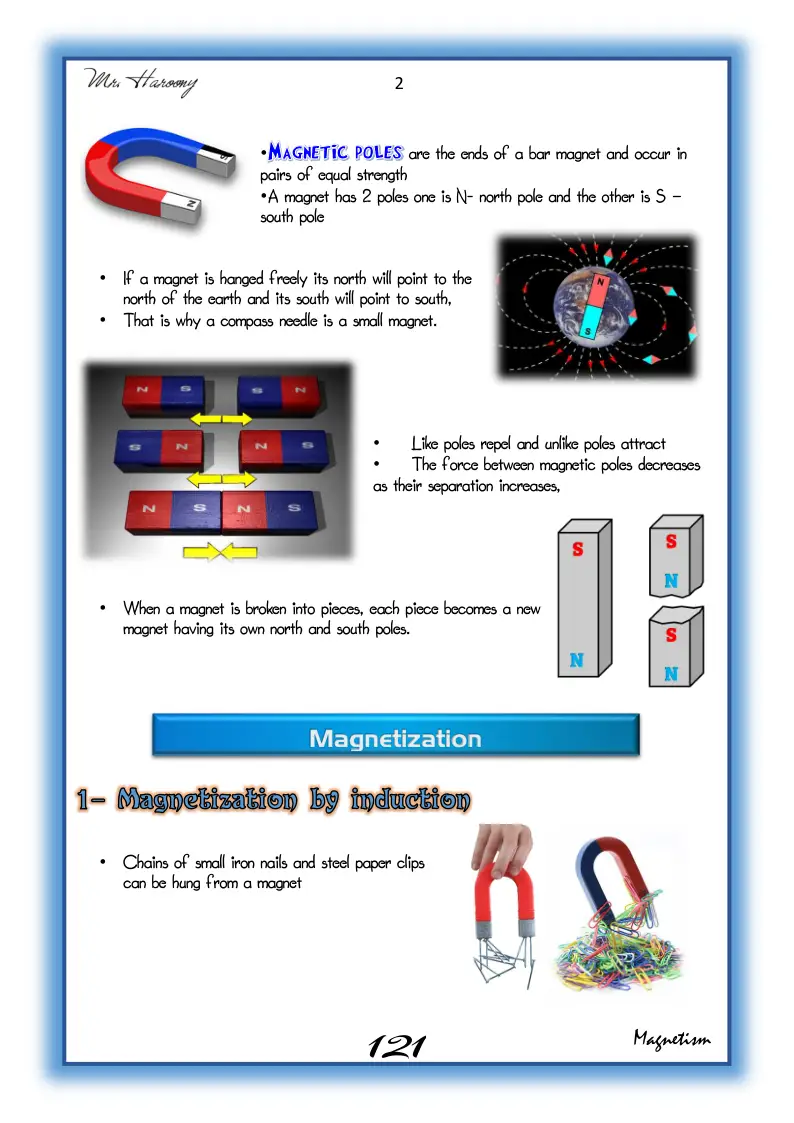 Mr. Haroony
2
•MAGNETIC POLES are the ends of a bar magnet and occur in
pairs of equal strength
•A magnet has 2 poles one is N- north pole and the other is S –
south pole
S
N
• If a magnet is hanged freely its north will point to the
north of the earth and its south will point to south,
• That is why a compass needle is a small magnet.
N
S
N S S N
S N N S
N S N S
• Like poles repel and unlike poles attract
• The force between magnetic poles decreases
as their separation increases,
S S
N
S
N N
• When a magnet is broken into pieces, each piece becomes a new
magnet having its own north and south poles.
Magnetization
1- Magnetization by induction
• Chains of small iron nails and steel paper clips
can be hung from a magnet
121
Magnetism